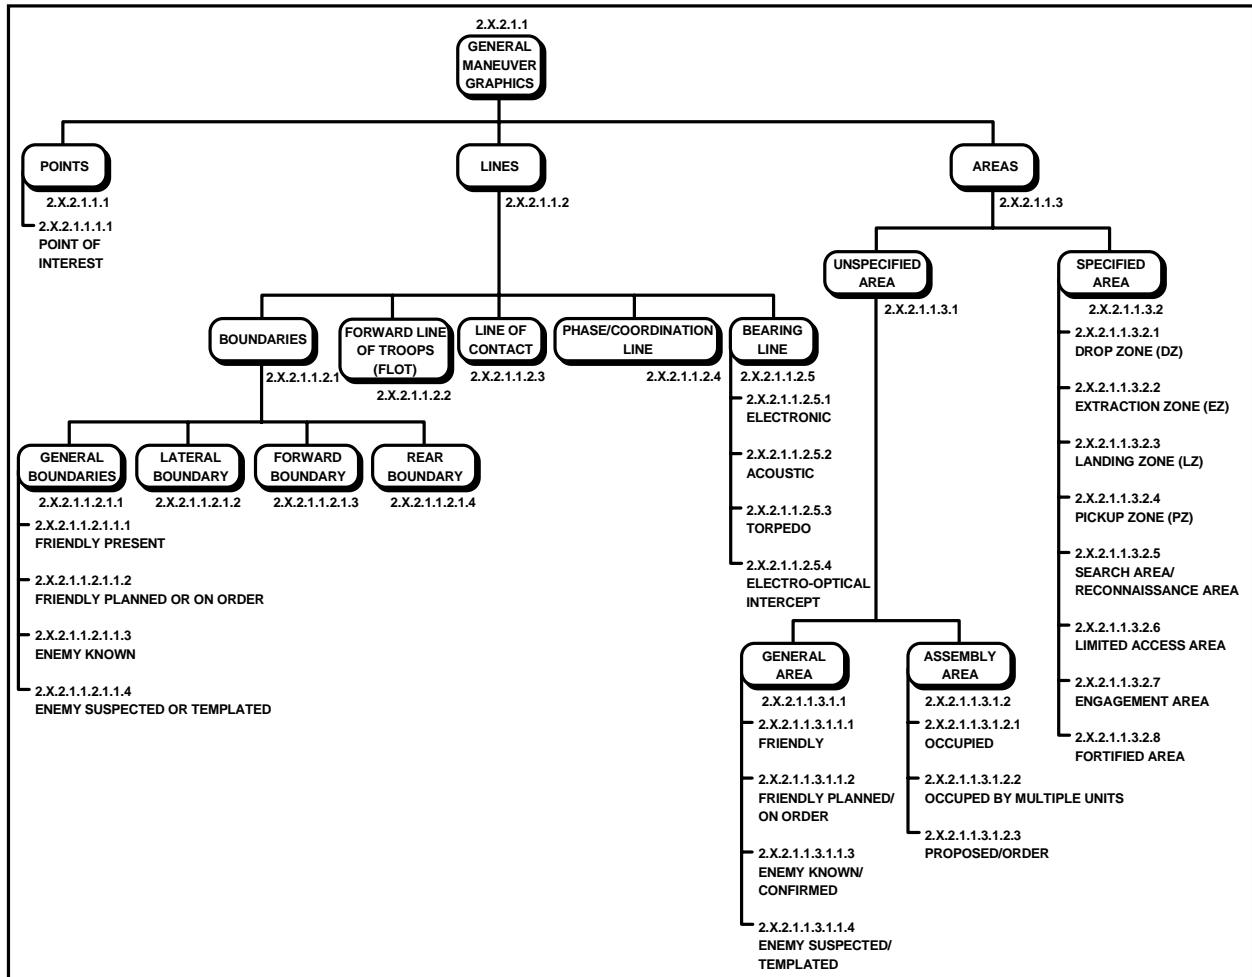 2.X.2.1.1
GENERAL
MANEUVER
GRAPHICS
POINTS
2.X.2.1.1.1
2.X.2.1.1.1.1
POINT OF
INTEREST
LINES
2.X.2.1.1.2
BOUNDARIES
2.X.2.1.1.2.1
GENERAL
BOUNDARIES
2.X.2.1.1.2.1.1
2.X.2.1.1.2.1.1.1
FRIENDLY PRESENT
2.X.2.1.1.2.1.1.2
FRIENDLY PLANNED OR ON ORDER
2.X.2.1.1.2.1.1.3
ENEMY KNOWN
2.X.2.1.1.2.1.1.4
ENEMY SUSPECTED OR TEMPLATED
LATERAL
BOUNDARY
2.X.2.1.1.2.1.2
FORWARD
BOUNDARY
2.X.2.1.1.2.1.3
REAR
BOUNDARY
2.X.2.1.1.2.1.4
FORWARD LINE
OF TROOPS
(FLOT)
2.X.2.1.1.2.2
LINE OF
CONTACT
2.X.2.1.1.2.3
PHASE/COORDINATION
LINE
2.X.2.1.1.2.4
BEARING
LINE
2.X.2.1.1.2.5
2.X.2.1.1.2.5.1
ELECTRONIC
2.X.2.1.1.2.5.2
ACOUSTIC
2.X.2.1.1.2.5.3
TORPEDO
2.X.2.1.1.2.5.4
ELECTRO-OPTICAL
INTERCEPT
AREAS
2.X.2.1.1.3
UNSPECIFIED
AREA
2.X.2.1.1.3.1
GENERAL
AREA
2.X.2.1.1.3.1.1
2.X.2.1.1.3.1.1.1
FRIENDLY
2.X.2.1.1.3.1.1.2
FRIENDLY PLANNED/
ON ORDER
2.X.2.1.1.3.1.1.3
ENEMY KNOWN/
CONFIRMED
2.X.2.1.1.3.1.1.4
ENEMY SUSPECTED/
TEMPLATED
ASSEMBLY
AREA
2.X.2.1.1.3.1.2
2.X.2.1.1.3.1.2.1
OCCUPIED
2.X.2.1.1.3.1.2.2
OCCUPED BY MULTIPLE UNITS
2.X.2.1.1.3.1.2.3
PROPOSED/ORDER
SPECIFIED
AREA
2.X.2.1.1.3.2
2.X.2.1.1.3.2.1
DROP ZONE (DZ)
2.X.2.1.1.3.2.2
EXTRACTION ZONE (EZ)
2.X.2.1.1.3.2.3
LANDING ZONE (LZ)
2.X.2.1.1.3.2.4
PICKUP ZONE (PZ)
2.X.2.1.1.3.2.5
SEARCH AREA/
RECONNAISSANCE AREA
2.X.2.1.1.3.2.6
LIMITED ACCESS AREA
2.X.2.1.1.3.2.7
ENGAGEMENT AREA
2.X.2.1.1.3.2.8
FORTIFIED AREA